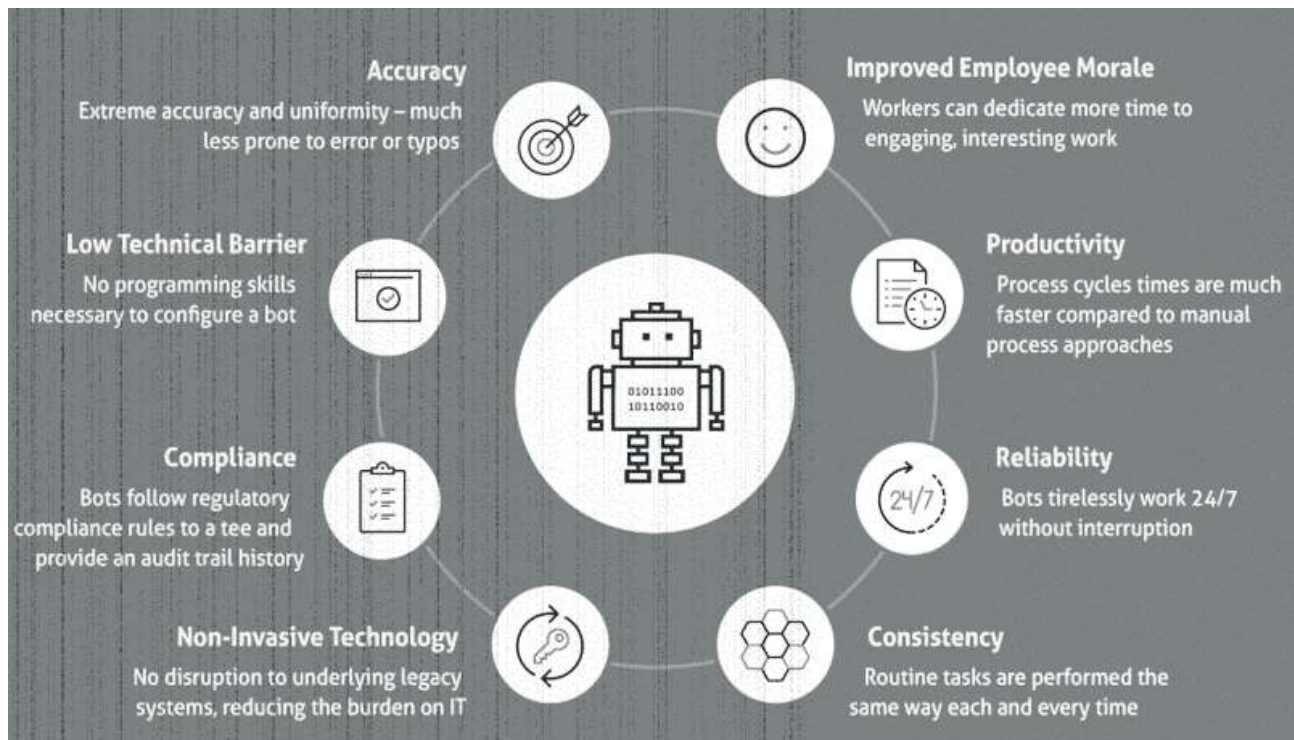 Accuracy
Extreme accuracy and uniformity – much
less prone to error or typos
Improved Employee Morale
Workers can dedicate more time to
engaging, interesting work
Low Technical Barrier
No programming skills
necessary to configure a bot
Productivity
Process cycles times are much
faster compared to manual
process approaches
01011100
10110010
Compliance
Bots follow regulatory
compliance rules to a tee and
provide an audit trail history
24/7
Reliability
Bots tirelessly work 24/7
without interruption
Non-Invasive Technology
No disruption to underlying legacy
systems, reducing the burden on IT
Consistency
Routine tasks are performed the
same way each and every time